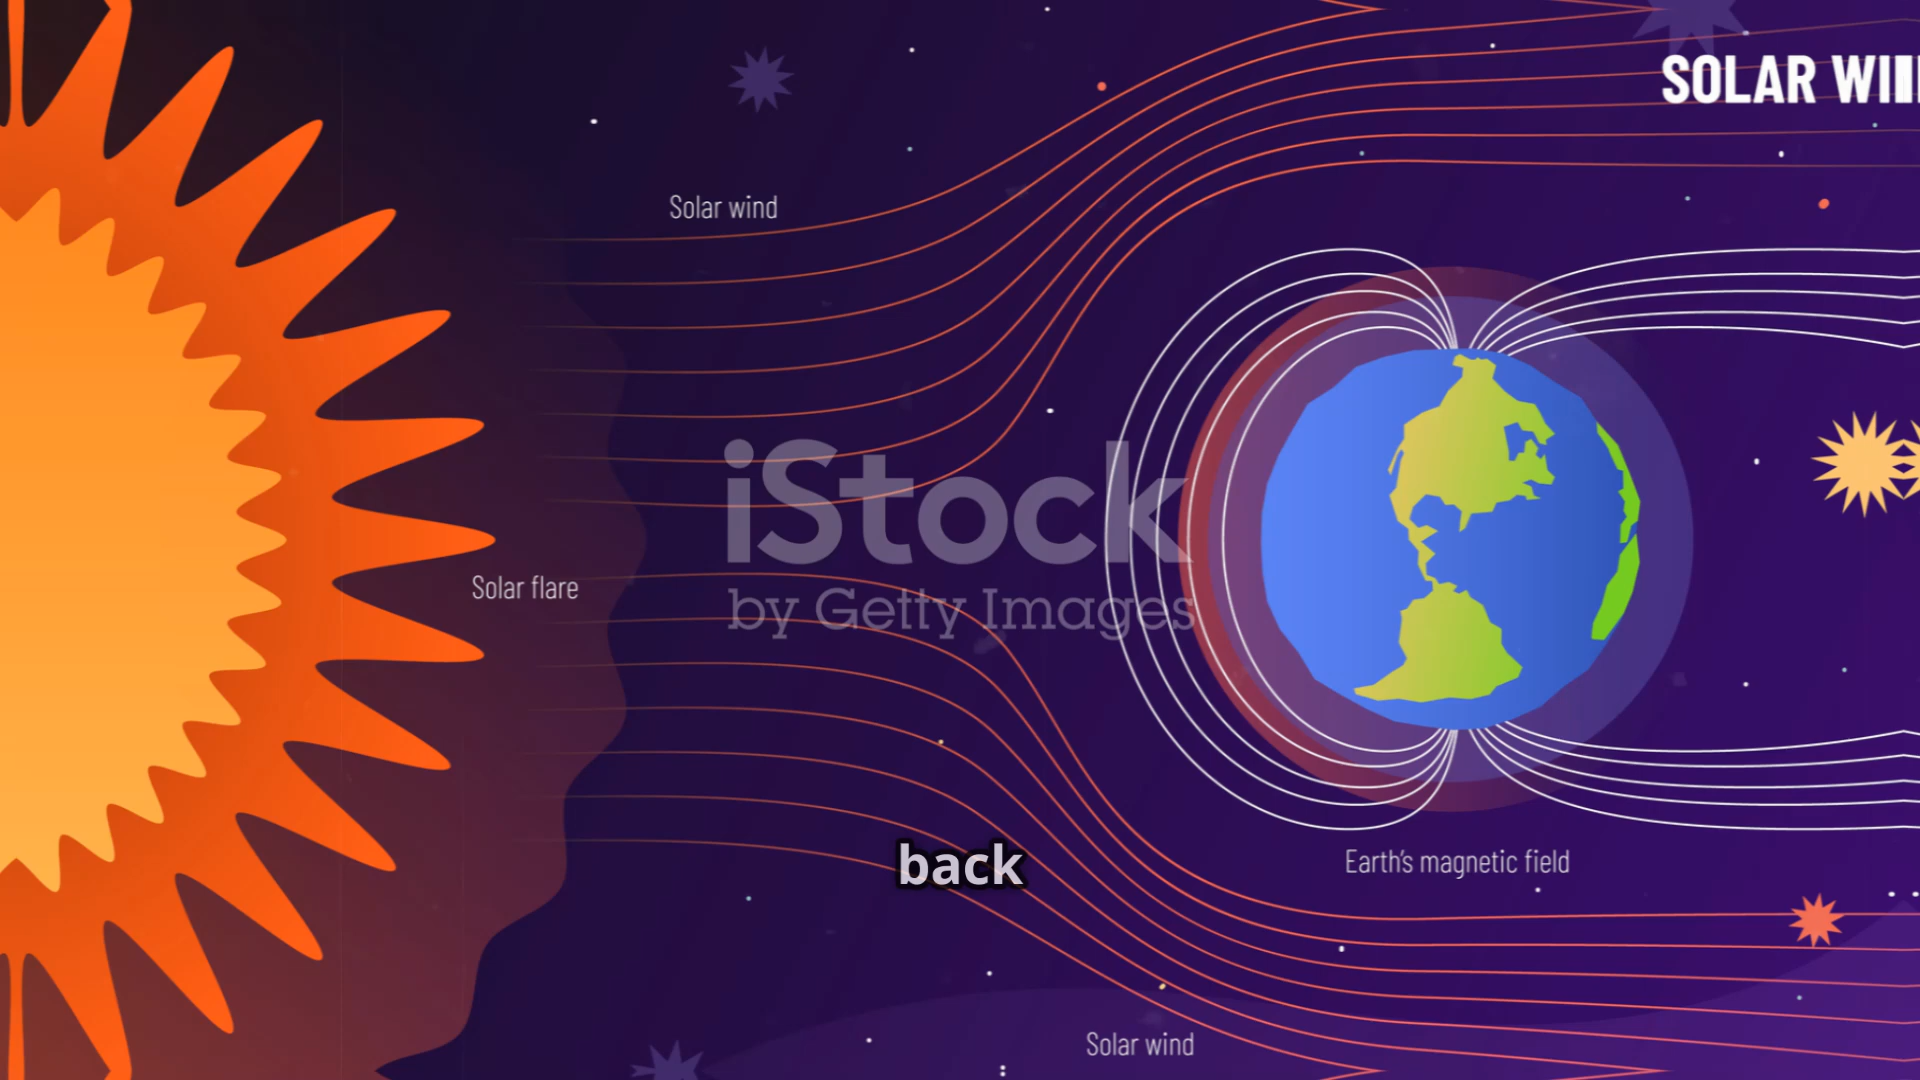 SOLAR WI
Solar wind
iStock
by Getty Images
Solar flare
back
Earth's magnetic field
Solar wind